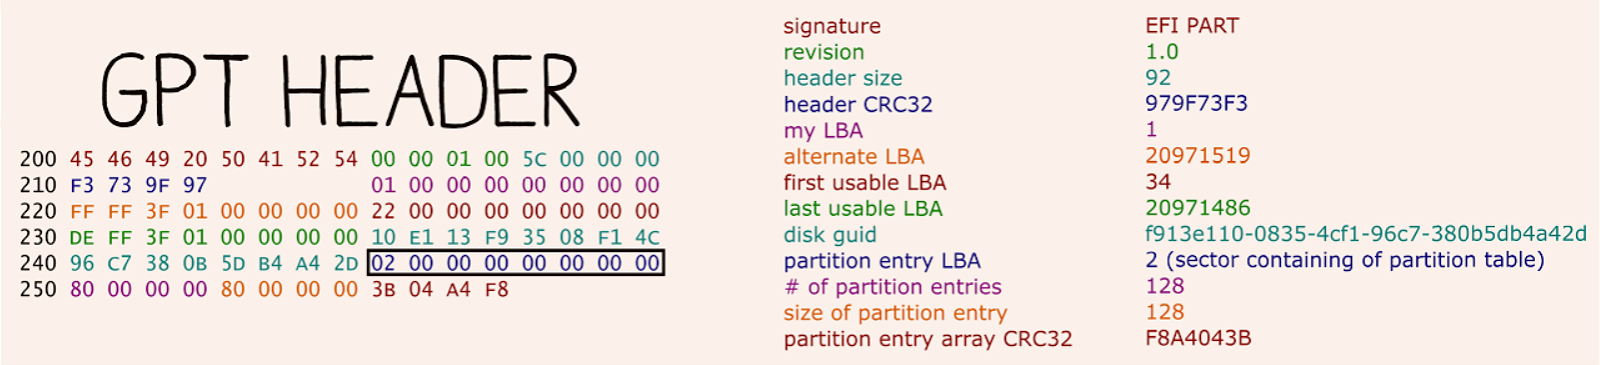 GPT HEADER
200 45 46 49 20 50 41 52 54 00 00 01 00 5C 00 00 00
210 F3 73 9F 97 01 00 00 00 00 00 00 00
220 FF FF 3F 01 00 00 00 00 22 00 00 00 00 00 00 00
230 DE FF 3F 01 00 00 00 00 10 E1 13 F9 35 08 F1 4C
240 96 C7 38 0B 5D B4 A4 2D 02 00 00 00 00 00 00 00
250 80 00 00 00 80 00 00 00 3B 04 A4 F8
signature EFI PART
revision 1.0
header size 92
header CRC32 979F73F3
my LBA 1
alternate LBA 20971519
first usable LBA 34
last usable LBA 20971486
disk guid f913e110-0835-4cf1-96c7-380b5db4a42d
partition entry LBA 2 (sector containing of partition table)
# of partition entries 128
size of partition entry 128
partition entry array CRC32 F8A4043B